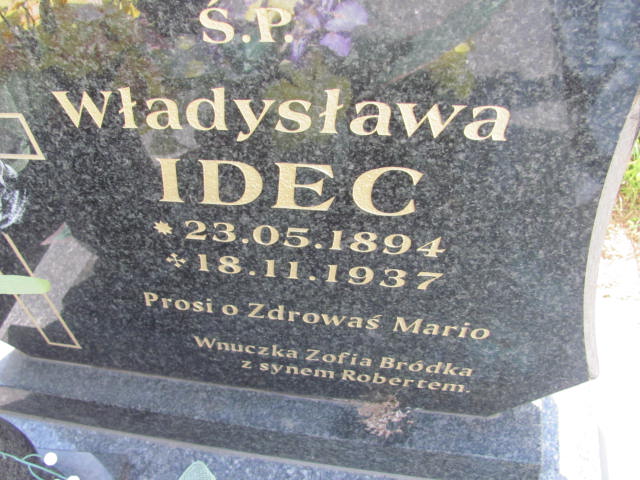 Ś.P.
Władysława
IDEC
* 23.05.1894
✣ 18.11.1937
Prosi o Zdrowaś Mario
Wnuczka Zofia Bródka
z synem Robertem.